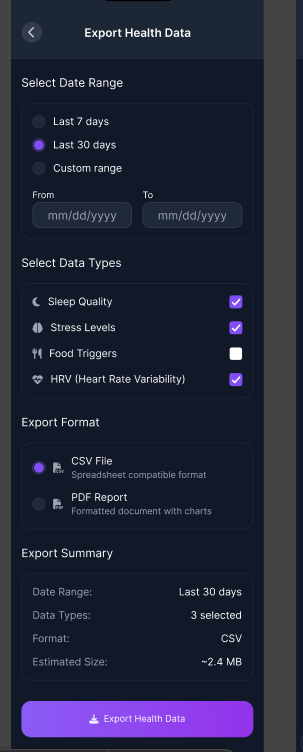 Export Health Data
Select Date Range
Last 7 days
Last 30 days
Custom range
From To
mm/dd/yyyy mm/dd/yyyy
Select Data Types
Sleep Quality
Stress Levels
Food Triggers
HRV (Heart Rate Variability)
Export Format
CSV File
CSV
Spreadsheet compatible format
PDF Report
PDF
Formatted document with charts
Export Summary
Date Range: Last 30 days
Data Types: 3 selected
Format: CSV
Estimated Size: ~2.4 MB
Export Health Data